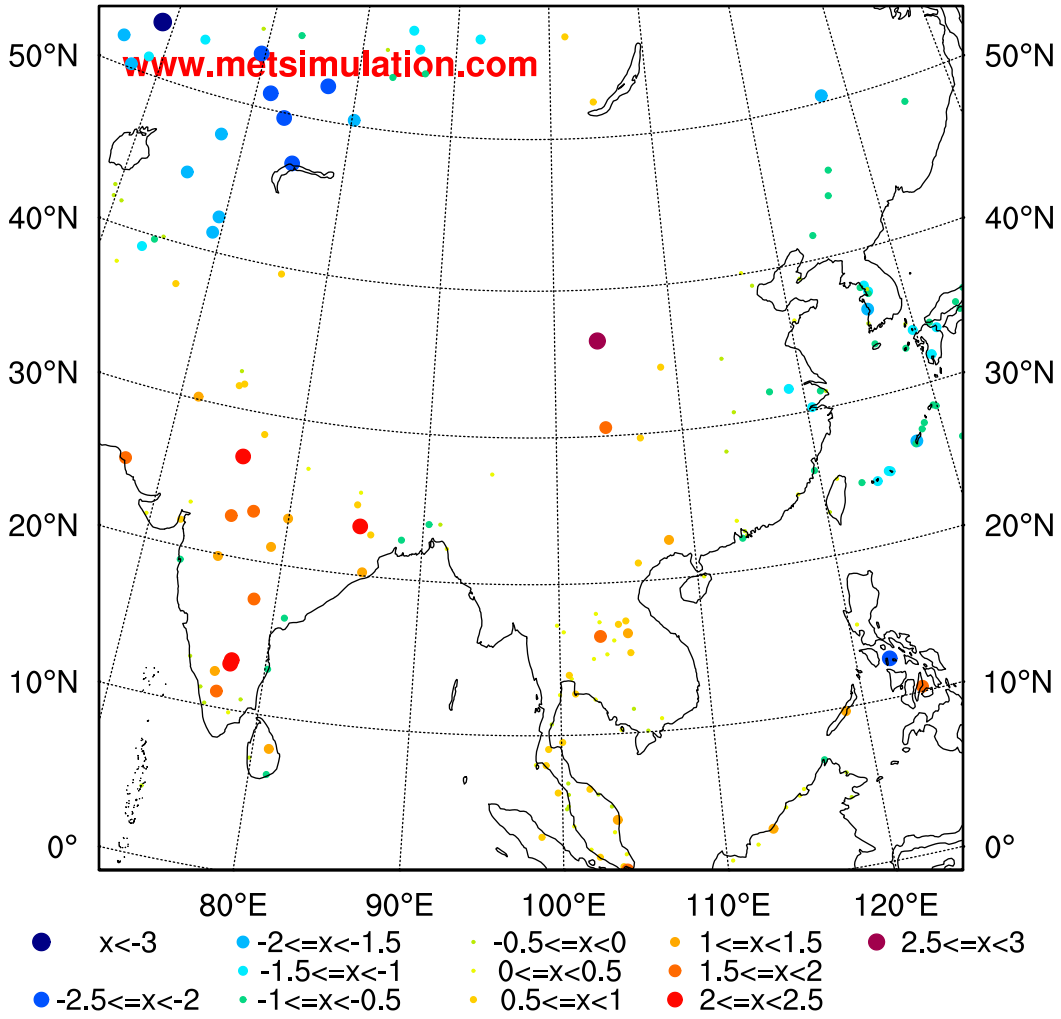 50°N 50°N
www.metsimulation.com
40°N 40°N
30°N 30°N
20°N 20°N
10°N 10°N
0° 0°
80°E 90°E 100°E 110°E 120°E
x<-3 -2<=x<-1.5 -0.5<=x<0 1<=x<1.5 2.5<=x<3
-1.5<=x<-1 0<=x<0.5 1.5<=x<2
-2.5<=x<-2 -1<=x<-0.5 0.5<=x<1 2<=x<2.5